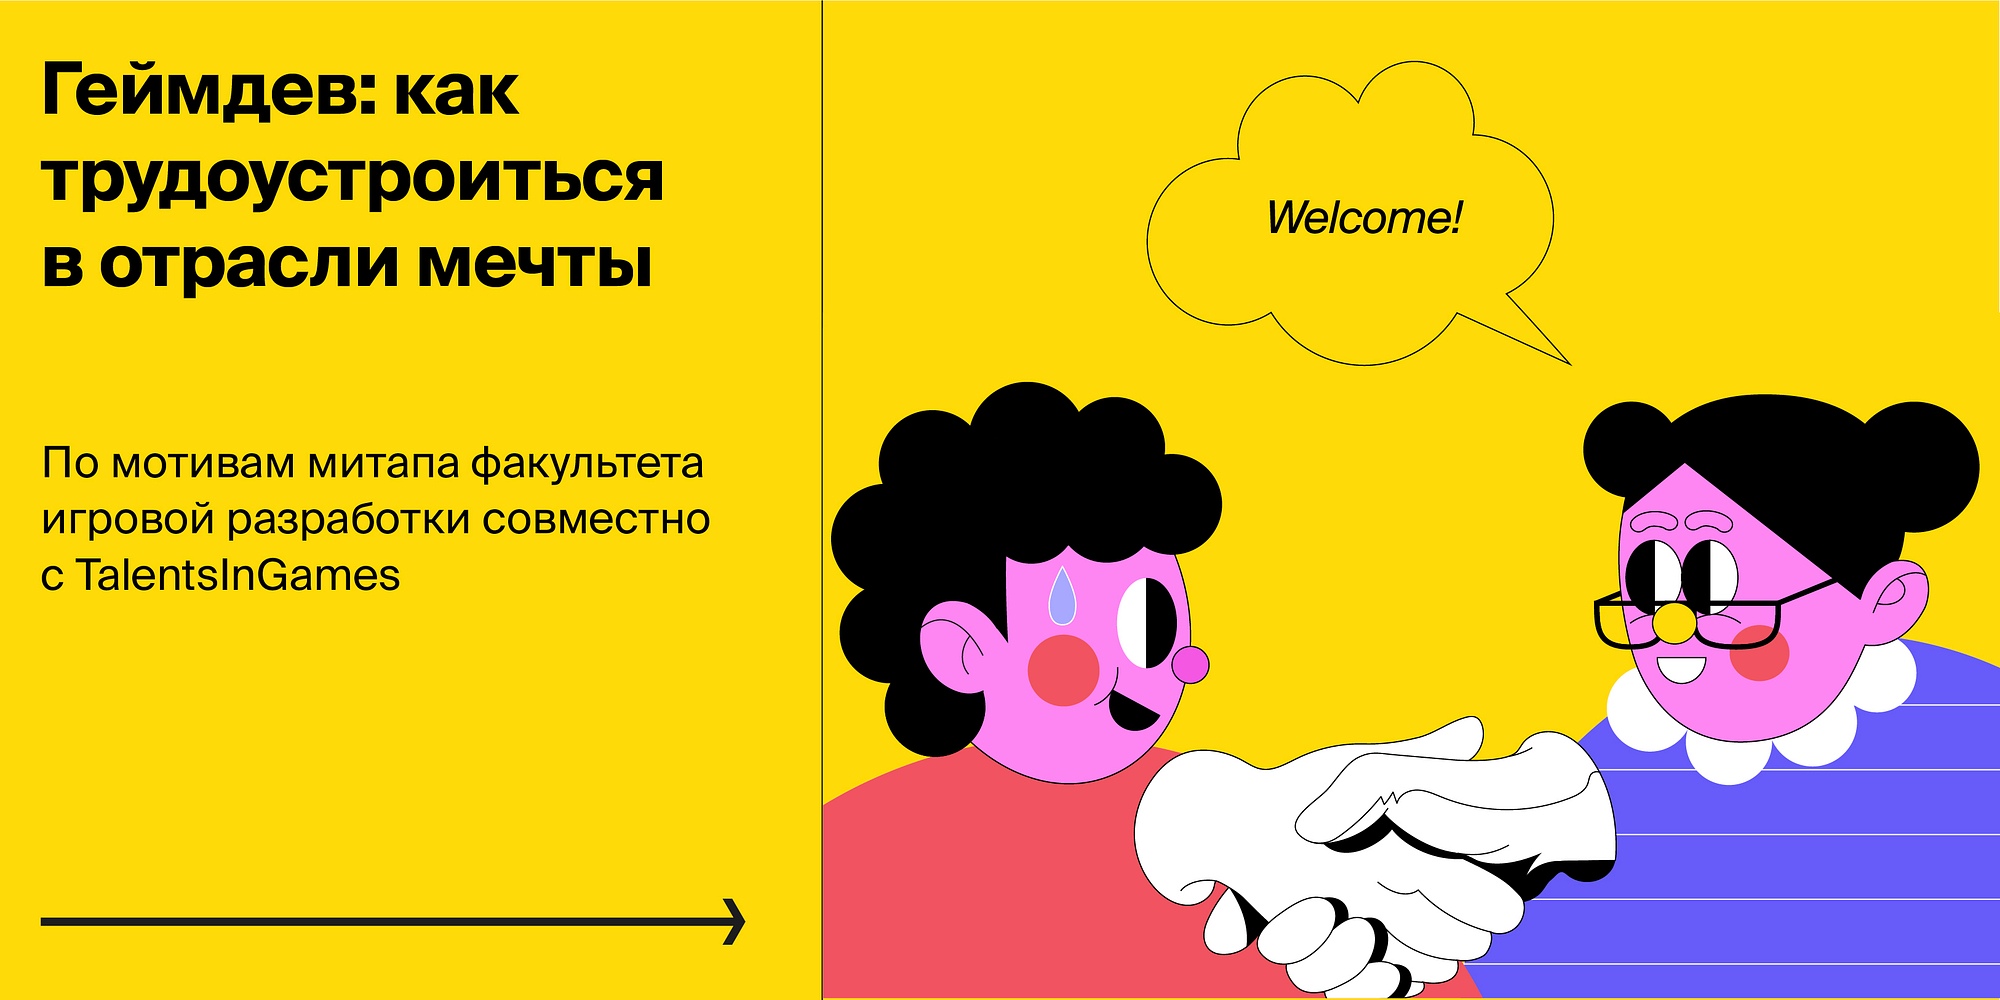 Геймдев: как
трудоустроиться
в отрасли мечты
По мотивам митапа факультета
игровой разработки совместно
с TalentsInGames
Welcome!